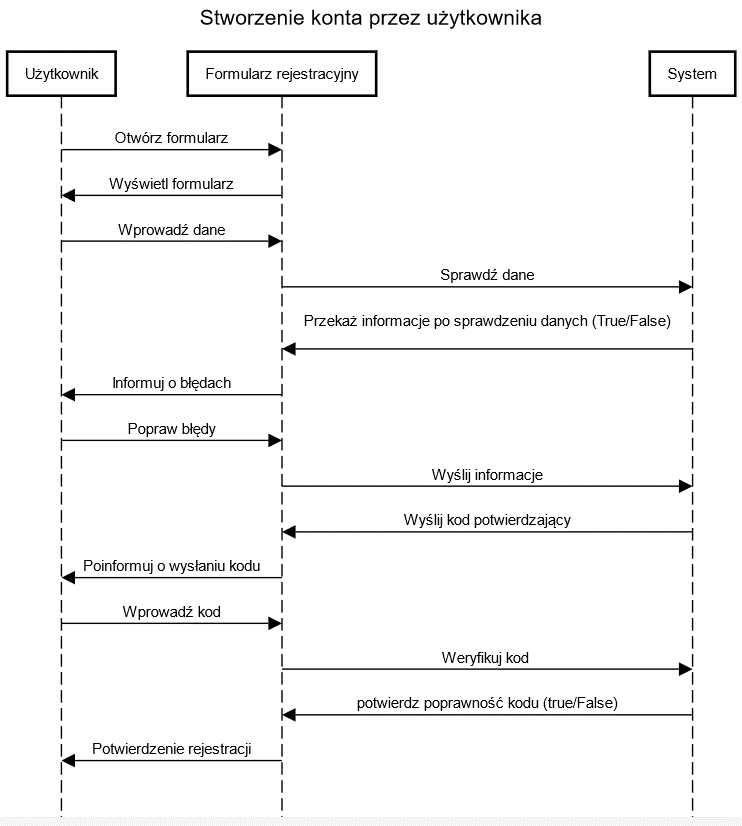 Stworzenie konta przez użytkownika
Użytkownik
Formularz rejestracyjny
System
Otwórz formularz
Wyświetl formularz
Wprowadź dane
Sprawdź dane
Przekaż informacje po sprawdzeniu danych (True/False)
Informuj o błędach
Popraw błędy
Wyślij informacje
Wyślij kod potwierdzający
Poinformuj o wysłaniu kodu
Wprowadź kod
Weryfikuj kod
potwierdz poprawność kodu (true/False)
Potwierdzenie rejestracji